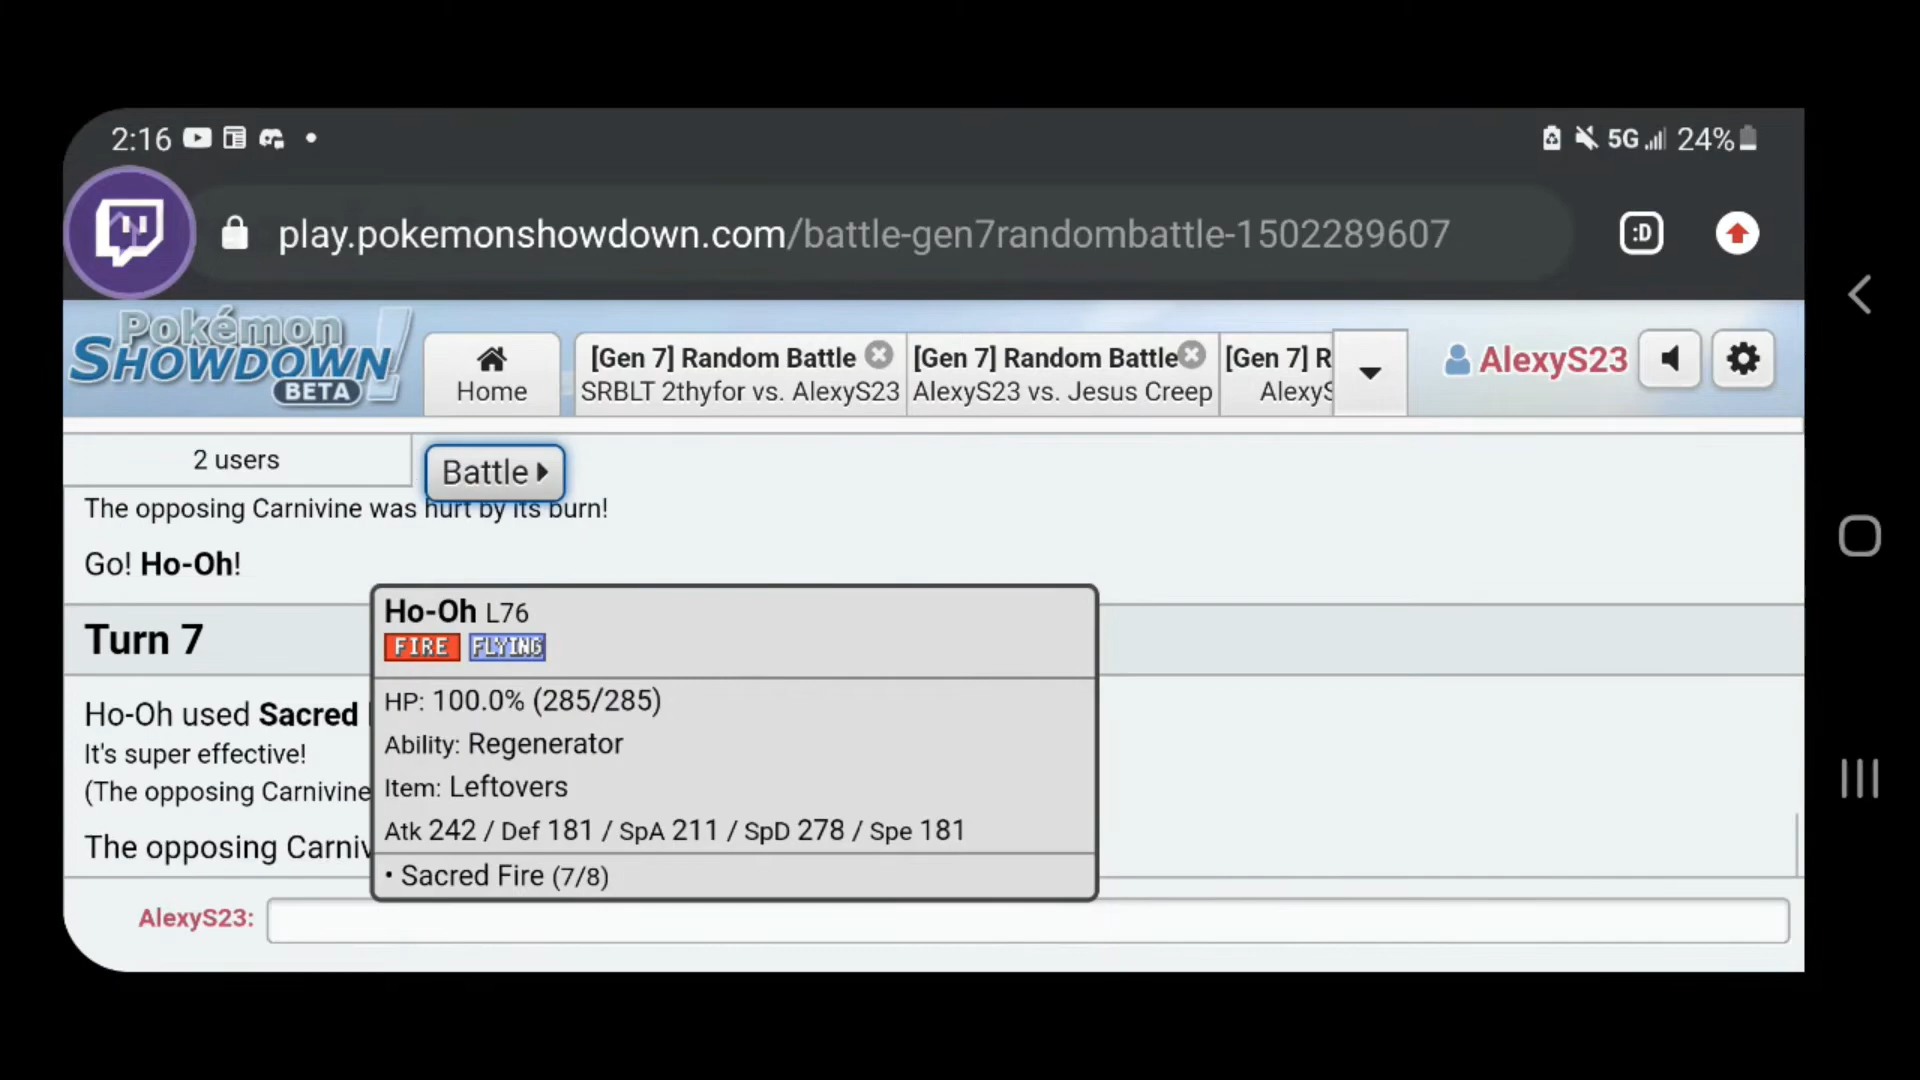 2:16
5G 24%
play.pokemonshowdown.com/battle-gen7randombattle-1502289607
:D
Pokémon
SHOWDOWN!
BETA
Home
[Gen 7] Random Battle
SRBLT 2thyfor vs. AlexyS23
[Gen 7] Random Battle
AlexyS23 vs. Jesus Creep
[Gen 7] R
AlexyS
AlexyS23
2 users
Battle
The opposing Carnivine was hurt by its burn!
Go! Ho-Oh!
Turn 7
Ho-Oh used Sacred
It's super effective!
(The opposing Carnivine
The opposing Carniv
Ho-Oh L76
FIRE FLYING
HP: 100.0% (285/285)
Ability: Regenerator
Item: Leftovers
Atk 242 / Def 181 / SpA 211 / SpD 278 / Spe 181
• Sacred Fire (7/8)
AlexyS23: